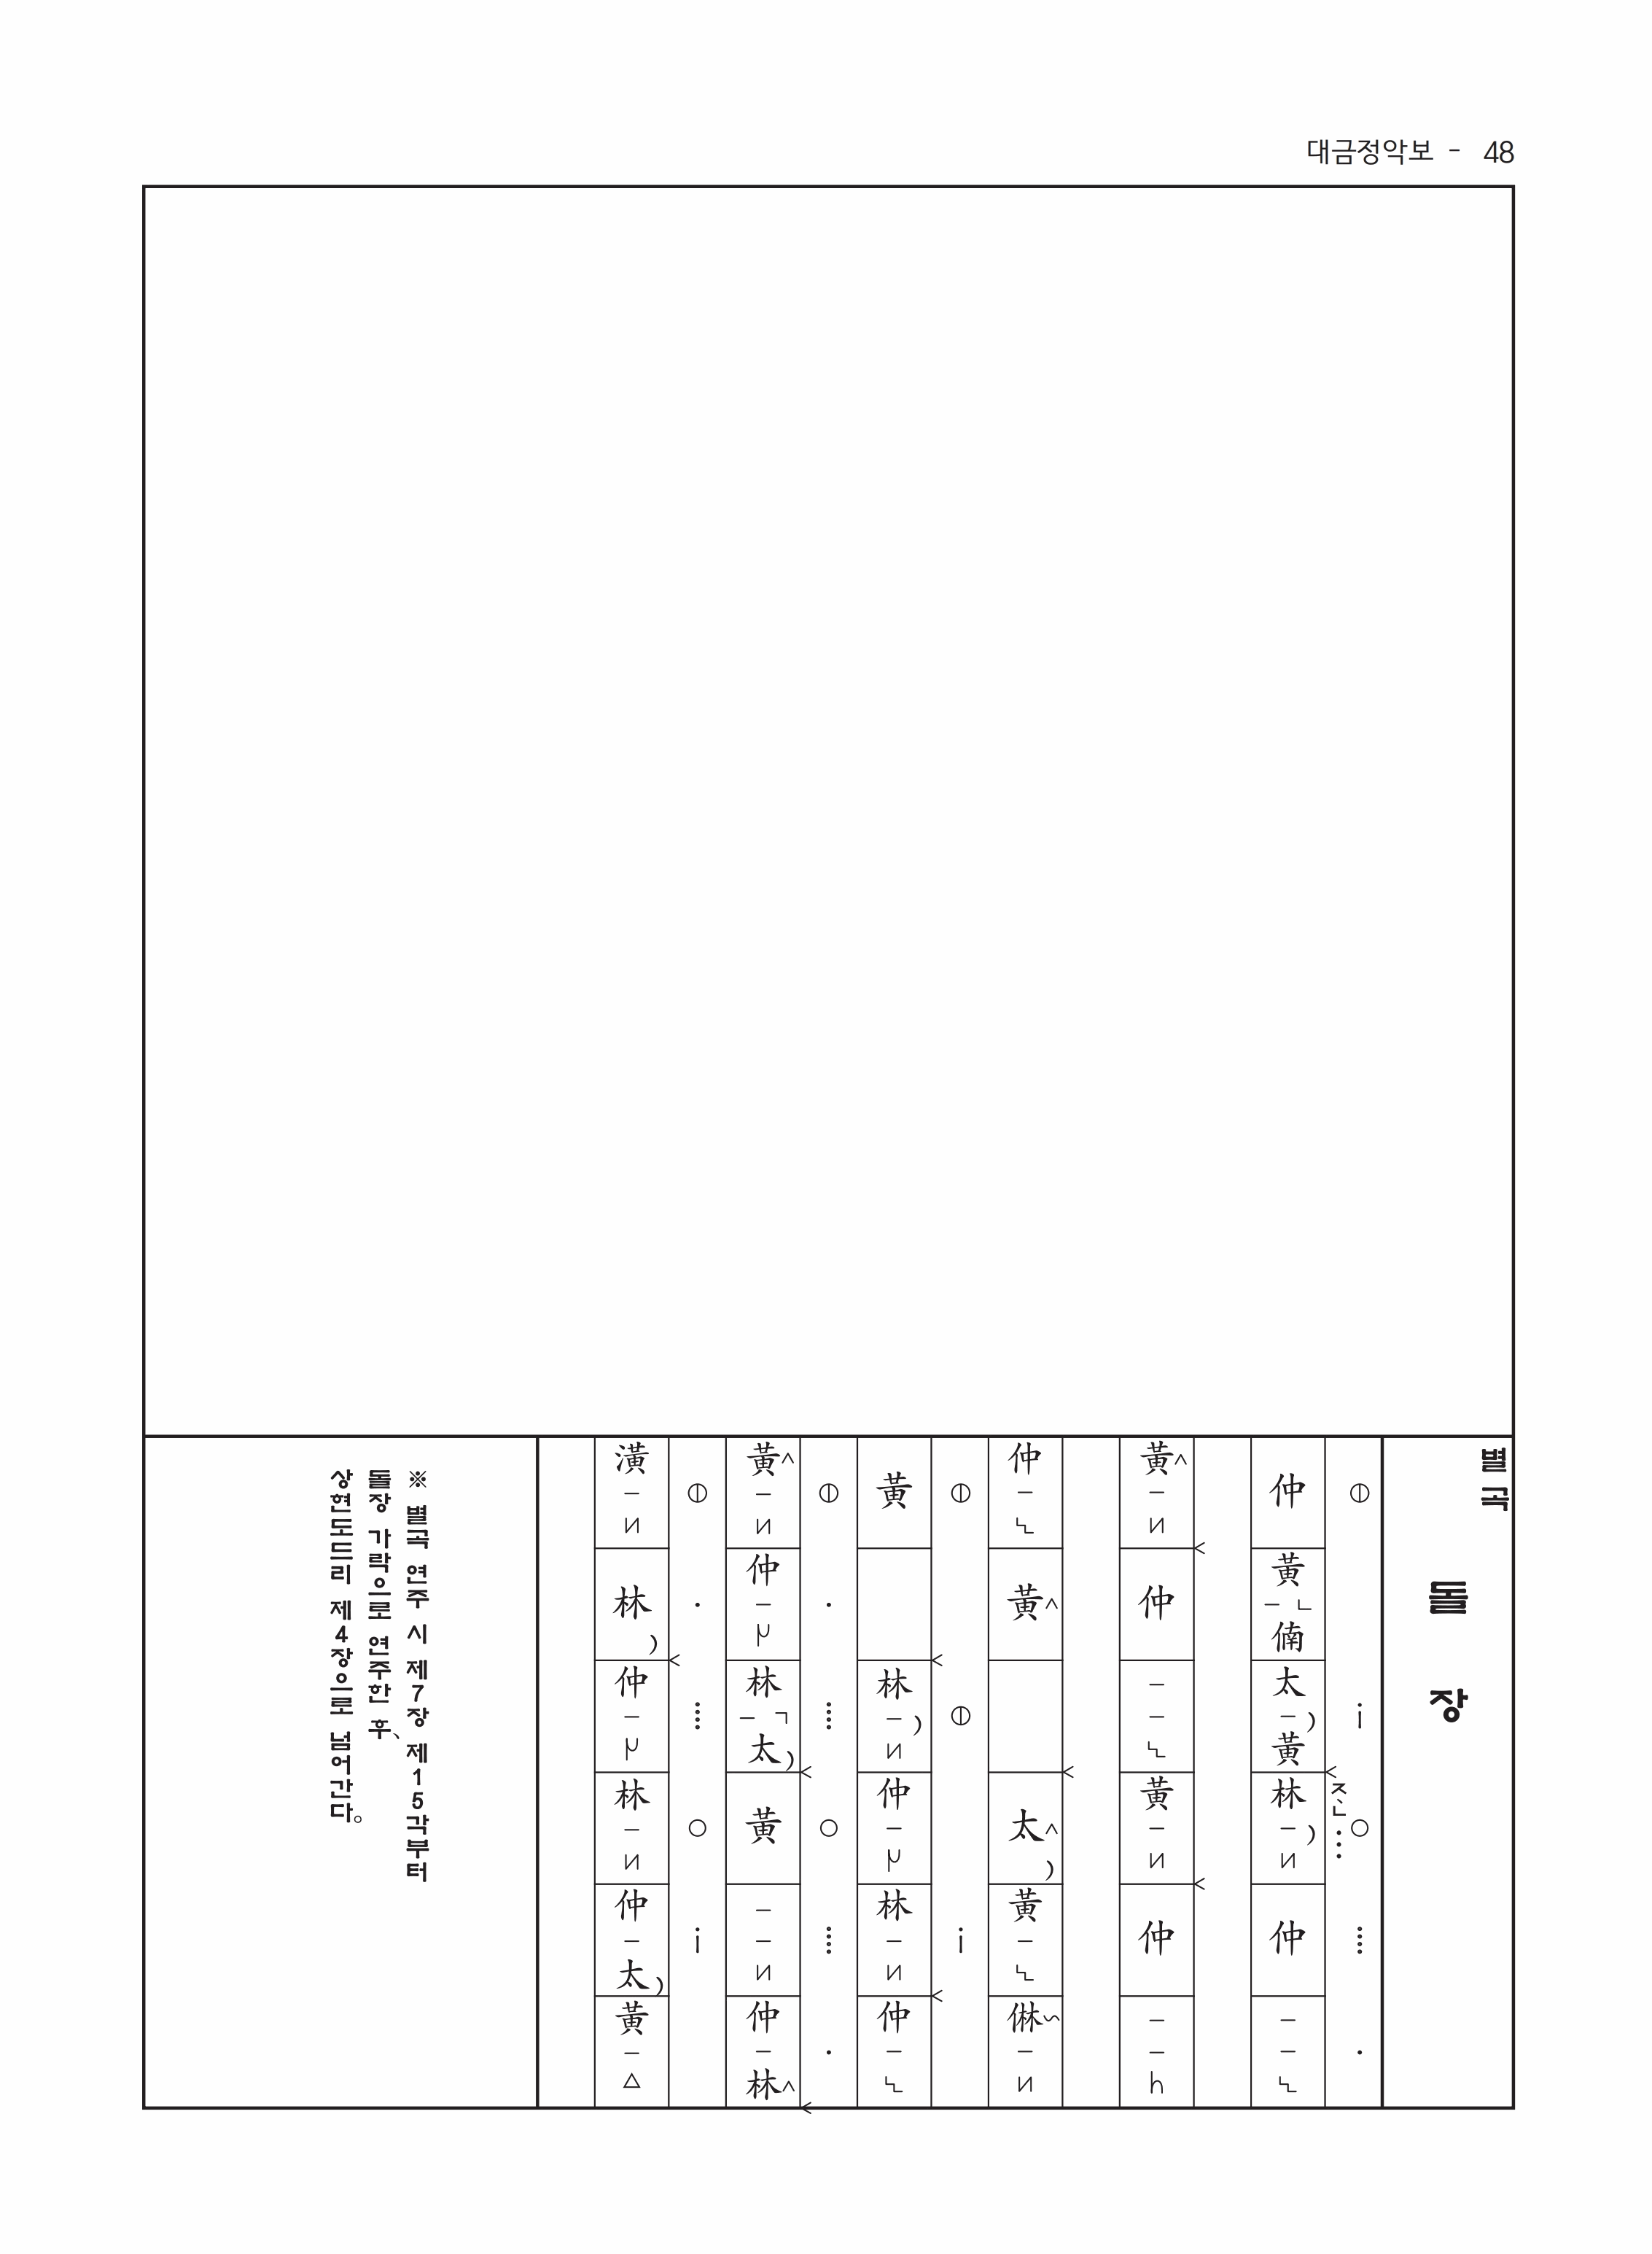 대금정악보 - 48
별곡
돌 장
仲
黃
- ㄴ
㑲
太
- )
黃
林
- )
ㅈ、ㄴ
仲
- -
黃 ^
-
仲
- -
黃
-
仲
- -
仲
-
黃 ^
太 ^ )
黃
-
㑣
-
黃
林
- )
仲
-
林
-
仲
-
黃 ^
-
仲
-
林
- ㄱ
太 )
黃
- -
仲
-
林 ^
潢
-
林 )
仲
-
林
-
仲
-
太 )
黃
- △
※ 별곡 연주 시 제7장 제15각부터
돌장 가락으로 연주한 후、
상현도드리 제4장으로 넘어간다。